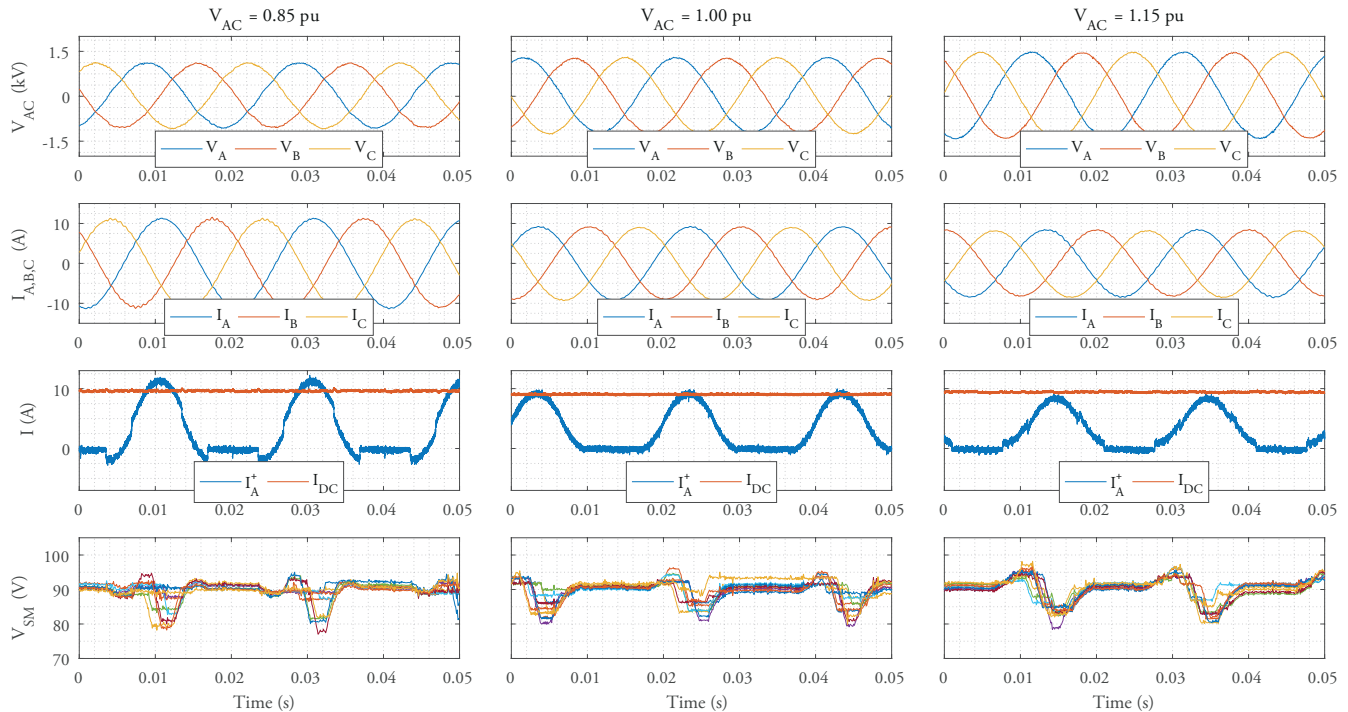 V_AC = 0.85 pu V_AC = 1.00 pu V_AC = 1.15 pu
V_AC (kV)
1.5
0
-1.5
V_A V_B V_C
V_A V_B V_C
V_A V_B V_C
0 0.01 0.02 0.03 0.04 0.05
0 0.01 0.02 0.03 0.04 0.05
0 0.01 0.02 0.03 0.04 0.05
I_A,B,C (A)
10
0
-10
I_A I_B I_C
I_A I_B I_C
I_A I_B I_C
0 0.01 0.02 0.03 0.04 0.05
0 0.01 0.02 0.03 0.04 0.05
0 0.01 0.02 0.03 0.04 0.05
I (A)
10
0
I_A^+ I_DC
I_A^+ I_DC
I_A^+ I_DC
0 0.01 0.02 0.03 0.04 0.05
0 0.01 0.02 0.03 0.04 0.05
0 0.01 0.02 0.03 0.04 0.05
V_SM (V)
100
90
80
70
0 0.01 0.02 0.03 0.04 0.05
0 0.01 0.02 0.03 0.04 0.05
0 0.01 0.02 0.03 0.04 0.05
Time (s) Time (s) Time (s)